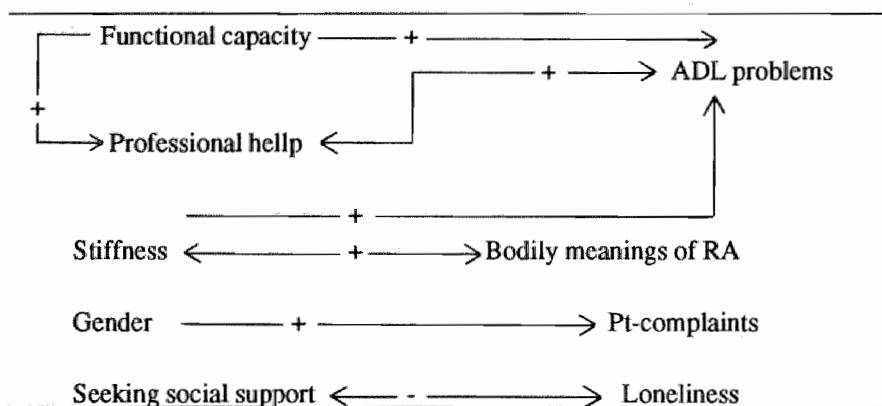 Functional capacity + 
+ ADL problems
+
Professional hellp
+
Stiffness + Bodily meanings of RA
Gender + Pt-complaints
Seeking social support - Loneliness